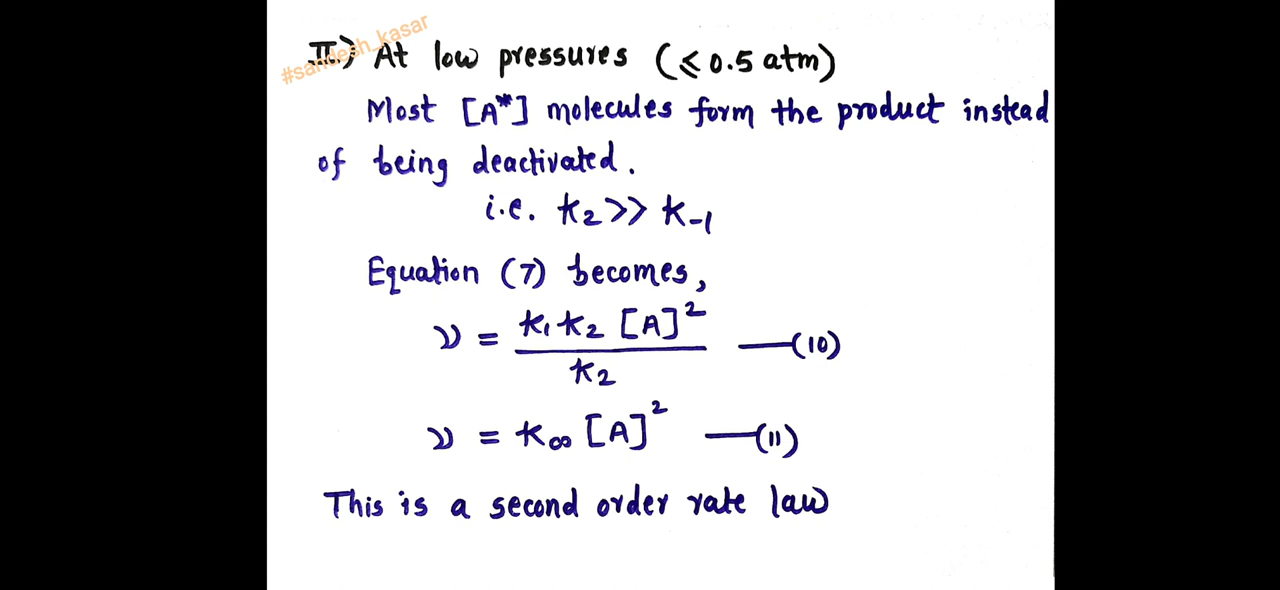 #sandesh_kasar
II) At low pressures (≤ 0.5 atm)
Most [A*] molecules form the product instead
of being deactivated.
i.e. k₂ >> k₋₁
Equation (7) becomes,
ν = k₁k₂[A]² / k₂ —(10)
ν = k∞ [A]² —(11)
This is a second order rate law